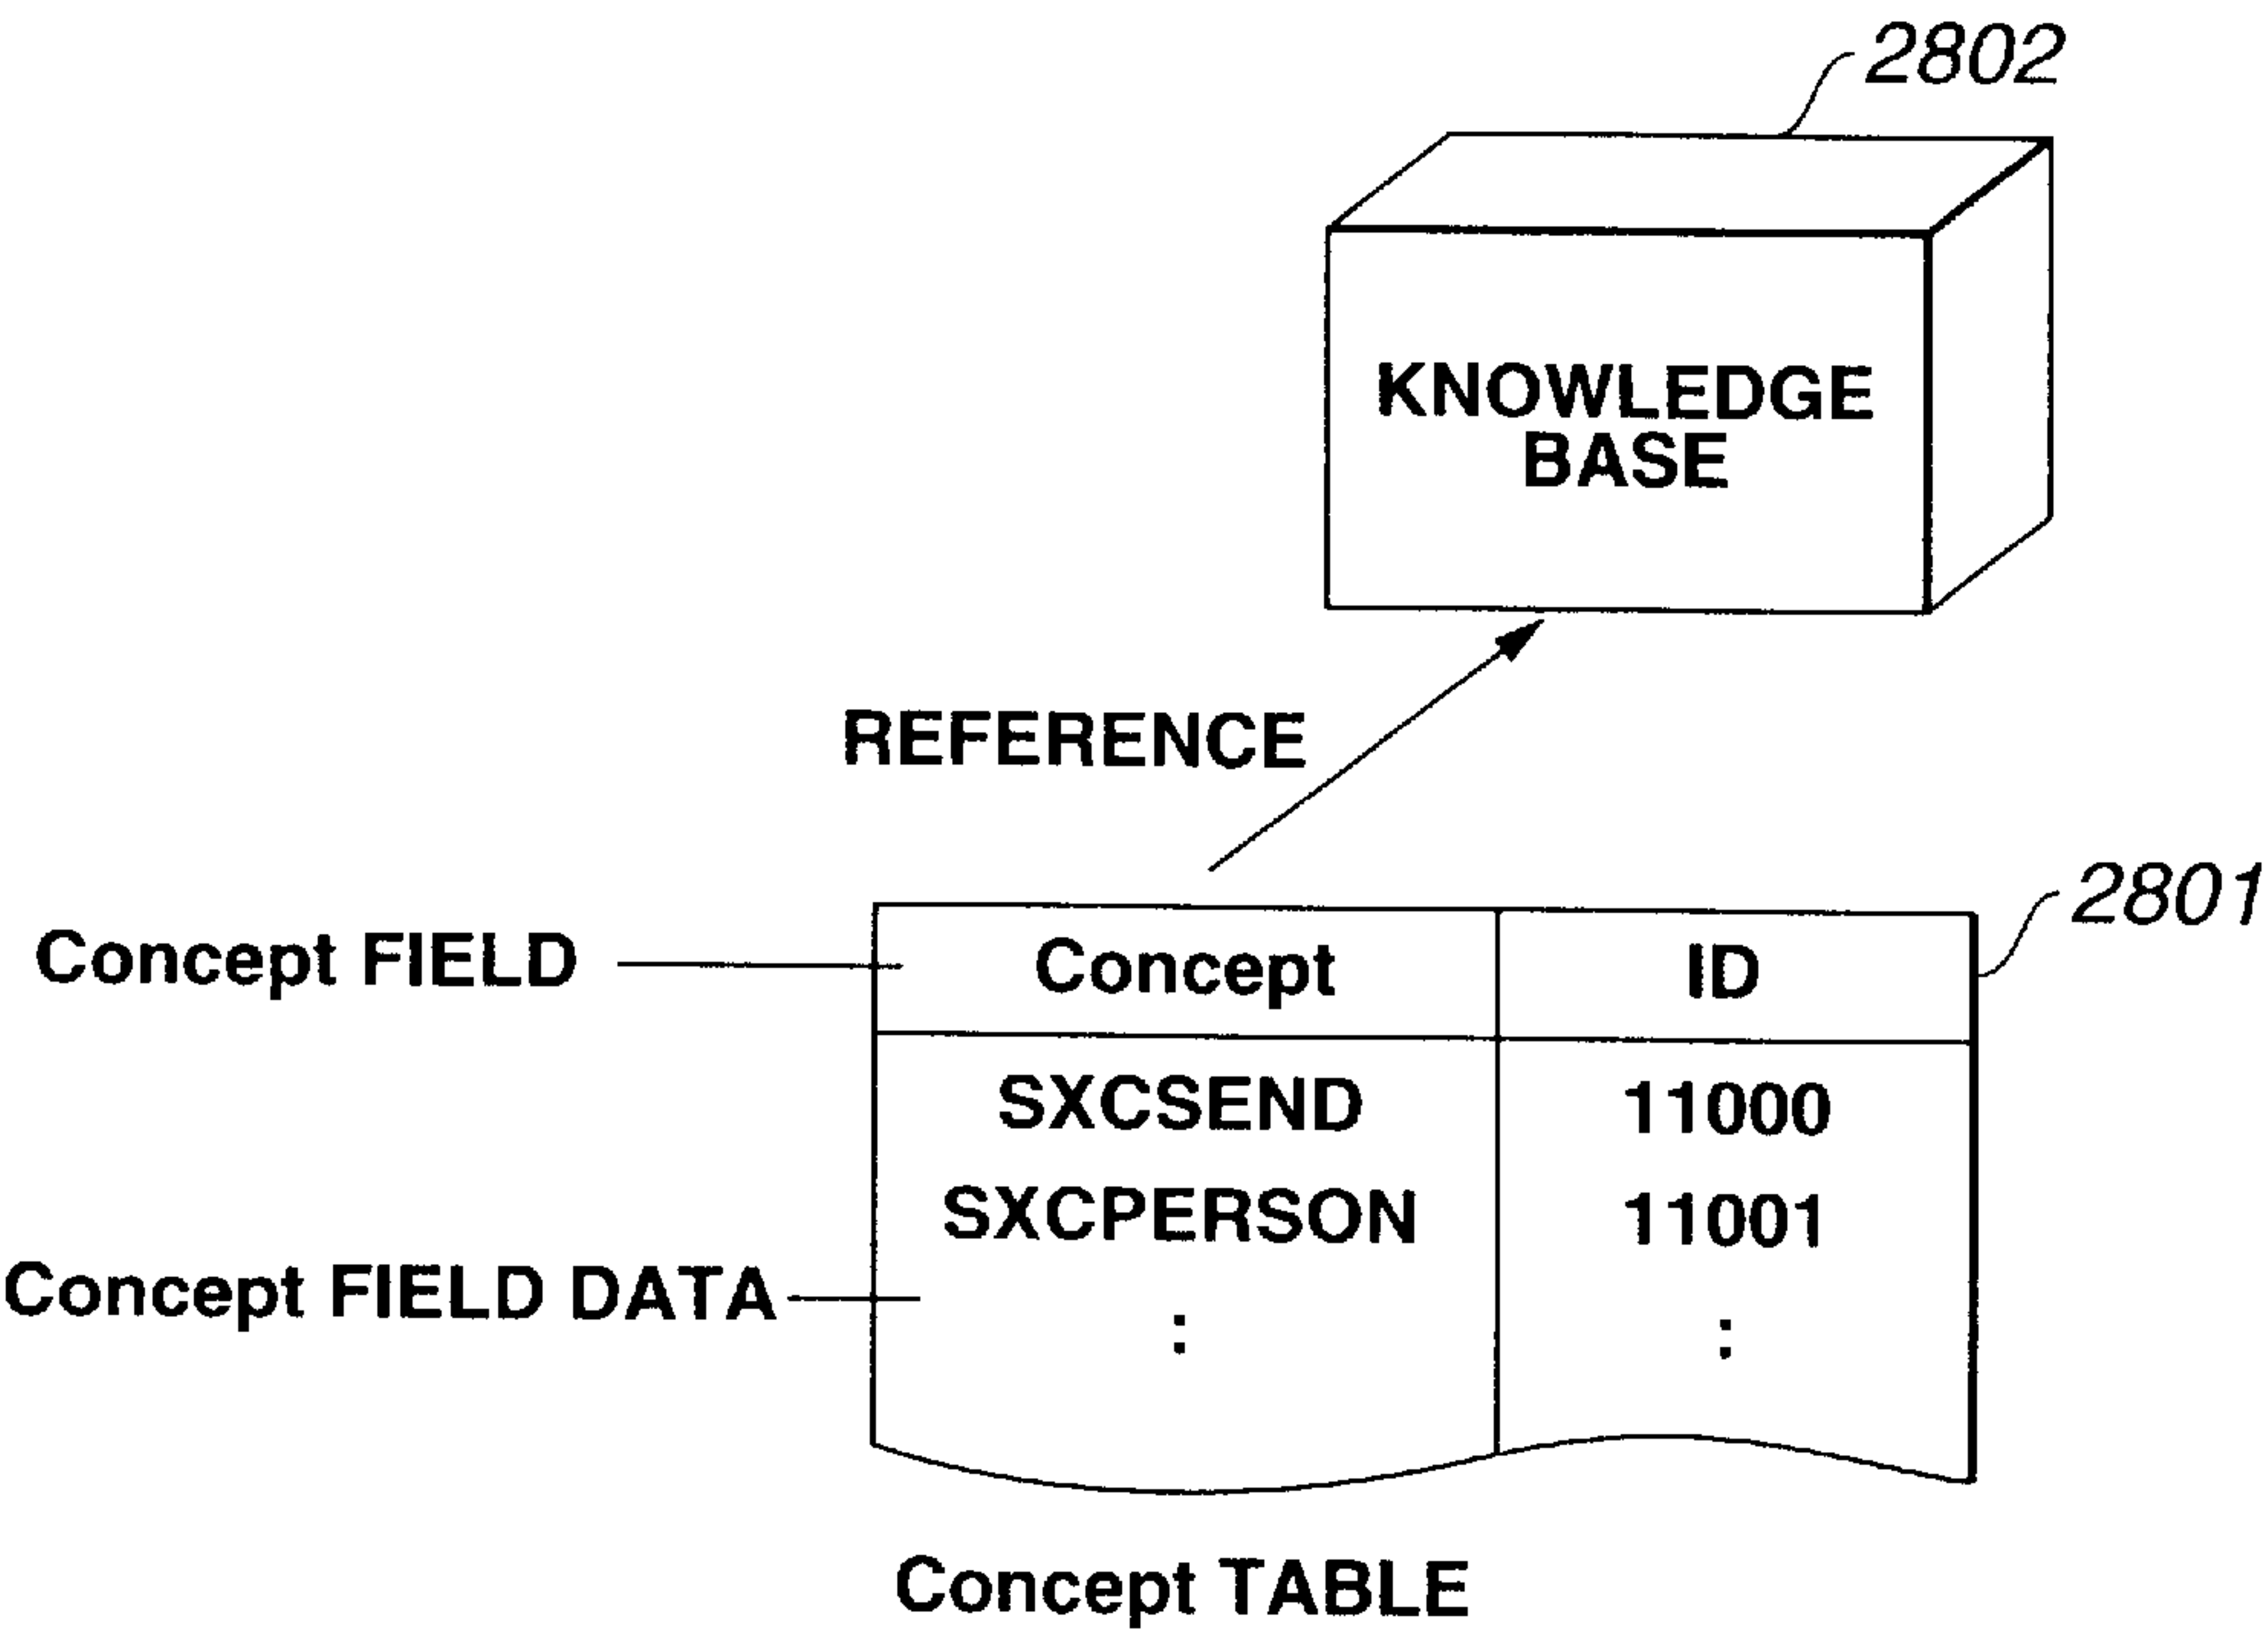 2802
KNOWLEDGE
BASE
REFERENCE
2801
Concept FIELD
Concept ID
SXCSEND 11000
SXCPERSON 11001
Concept FIELD DATA
: :
Concept TABLE